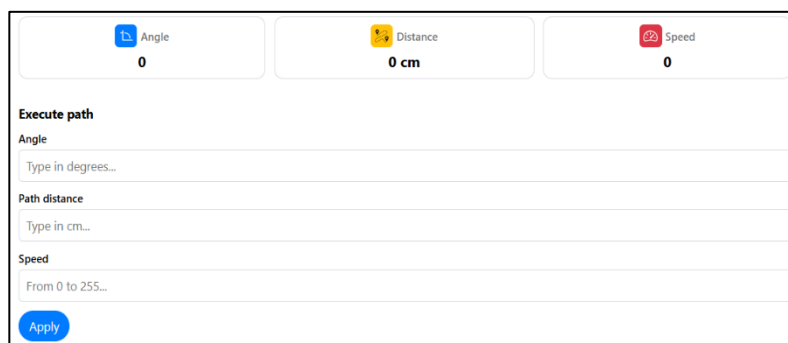 Angle Distance Speed
0 0 cm 0
Execute path
Angle
Type in degrees...
Path distance
Type in cm...
Speed
From 0 to 255...
Apply